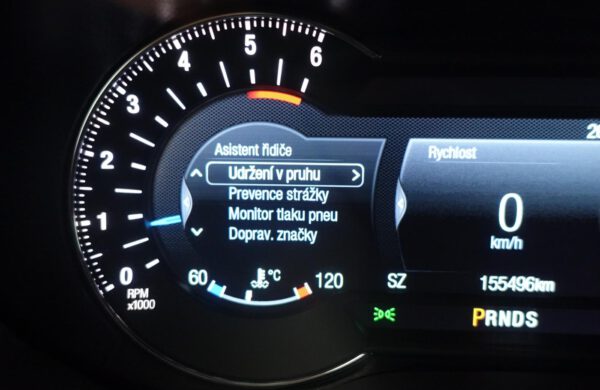 6
5
4
3
2
1
0
RPM
x1000
Asistent řidiče
Udržení v pruhu
Prevence strážky
Monitor tlaku pneu
Doprav. značky
60 °C 120
Rychlost
0
km/h
SZ 155496km
PRNDS